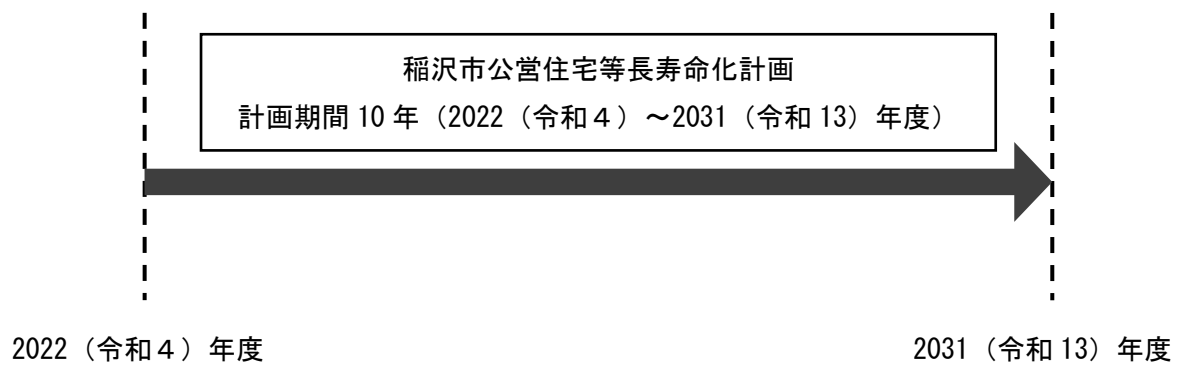 稲沢市公営住宅等長寿命化計画
計画期間 10 年（2022（令和４）～2031（令和 13）年度）
2022（令和４）年度
2031（令和 13）年度